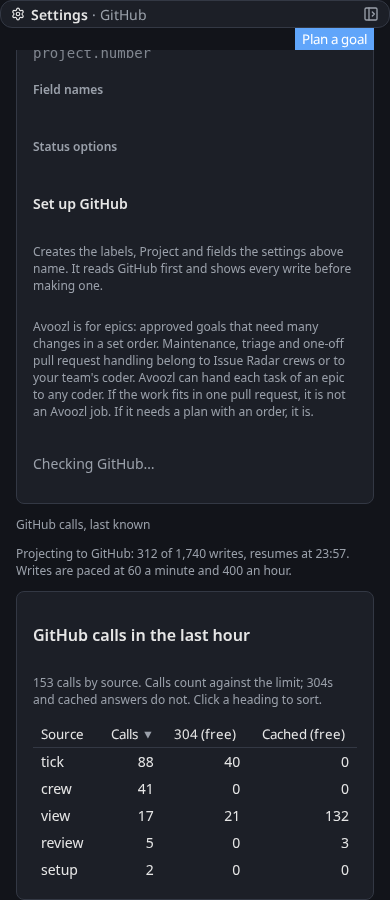 Settings · GitHub
Plan a goal
project.number
Field names
Status options
Set up GitHub
Creates the labels, Project and fields the settings above
name. It reads GitHub first and shows every write before
making one.
Avoozl is for epics: approved goals that need many
changes in a set order. Maintenance, triage and one-off
pull request handling belong to Issue Radar crews or to
your team's coder. Avoozl can hand each task of an epic
to any coder. If the work fits in one pull request, it is not
an Avoozl job. If it needs a plan with an order, it is.
Checking GitHub...
GitHub calls, last known
Projecting to GitHub: 312 of 1,740 writes, resumes at 23:57.
Writes are paced at 60 a minute and 400 an hour.
GitHub calls in the last hour
153 calls by source. Calls count against the limit; 304s
and cached answers do not. Click a heading to sort.
Source Calls ▼ 304 (free) Cached (free)
tick 88 40 0
crew 41 0 0
view 17 21 132
review 5 0 3
setup 2 0 0